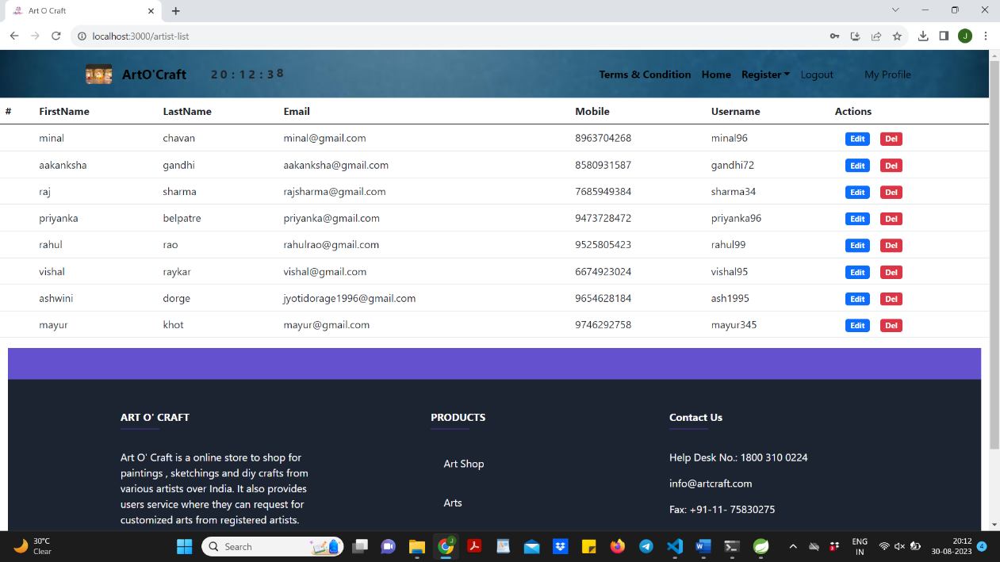 Art O Craft
localhost:3000/artist-list
J
ArtO'Craft 20:12:38 Terms & Condition Home Register Logout My Profile
# FirstName LastName Email Mobile Username Actions
minal chavan minal@gmail.com 8963704268 minal96 Edit Del
aakanksha gandhi aakanksha@gmail.com 8580931587 gandhi72 Edit Del
raj sharma rajsharma@gmail.com 7685949384 sharma34 Edit Del
priyanka belpatre priyanka@gmail.com 9473728472 priyanka96 Edit Del
rahul rao rahulrao@gmail.com 9525805423 rahul99 Edit Del
vishal raykar vishal@gmail.com 6674923024 vishal95 Edit Del
ashwini dorge jyotidorage1996@gmail.com 9654628184 ash1995 Edit Del
mayur khot mayur@gmail.com 9746292758 mayur345 Edit Del
ART O' CRAFT PRODUCTS Contact Us
Art O' Craft is a online store to shop for
paintings , sketchings and diy crafts from
various artists over India. It also provides
users service where they can request for
customized arts from registered artists.
Art Shop
Arts
Help Desk No.: 1800 310 0224
info@artcraft.com
Fax: +91-11- 75830275
30°C
Clear
Search
ENG
IN
20:12
30-08-2023
4